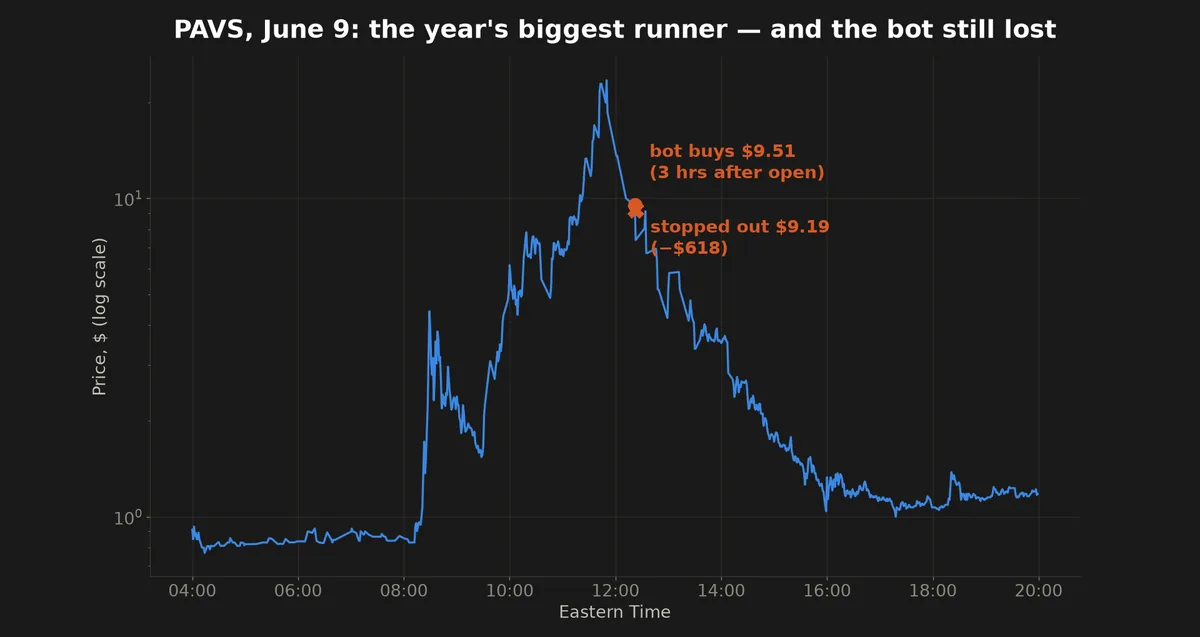 PAVS, June 9: the year's biggest runner — and the bot still lost
bot buys $9.51
(3 hrs after open)
stopped out $9.19
(−$618)
Price, $ (log scale)
10¹
10⁰
04:00 06:00 08:00 10:00 12:00 14:00 16:00 18:00 20:00
Eastern Time